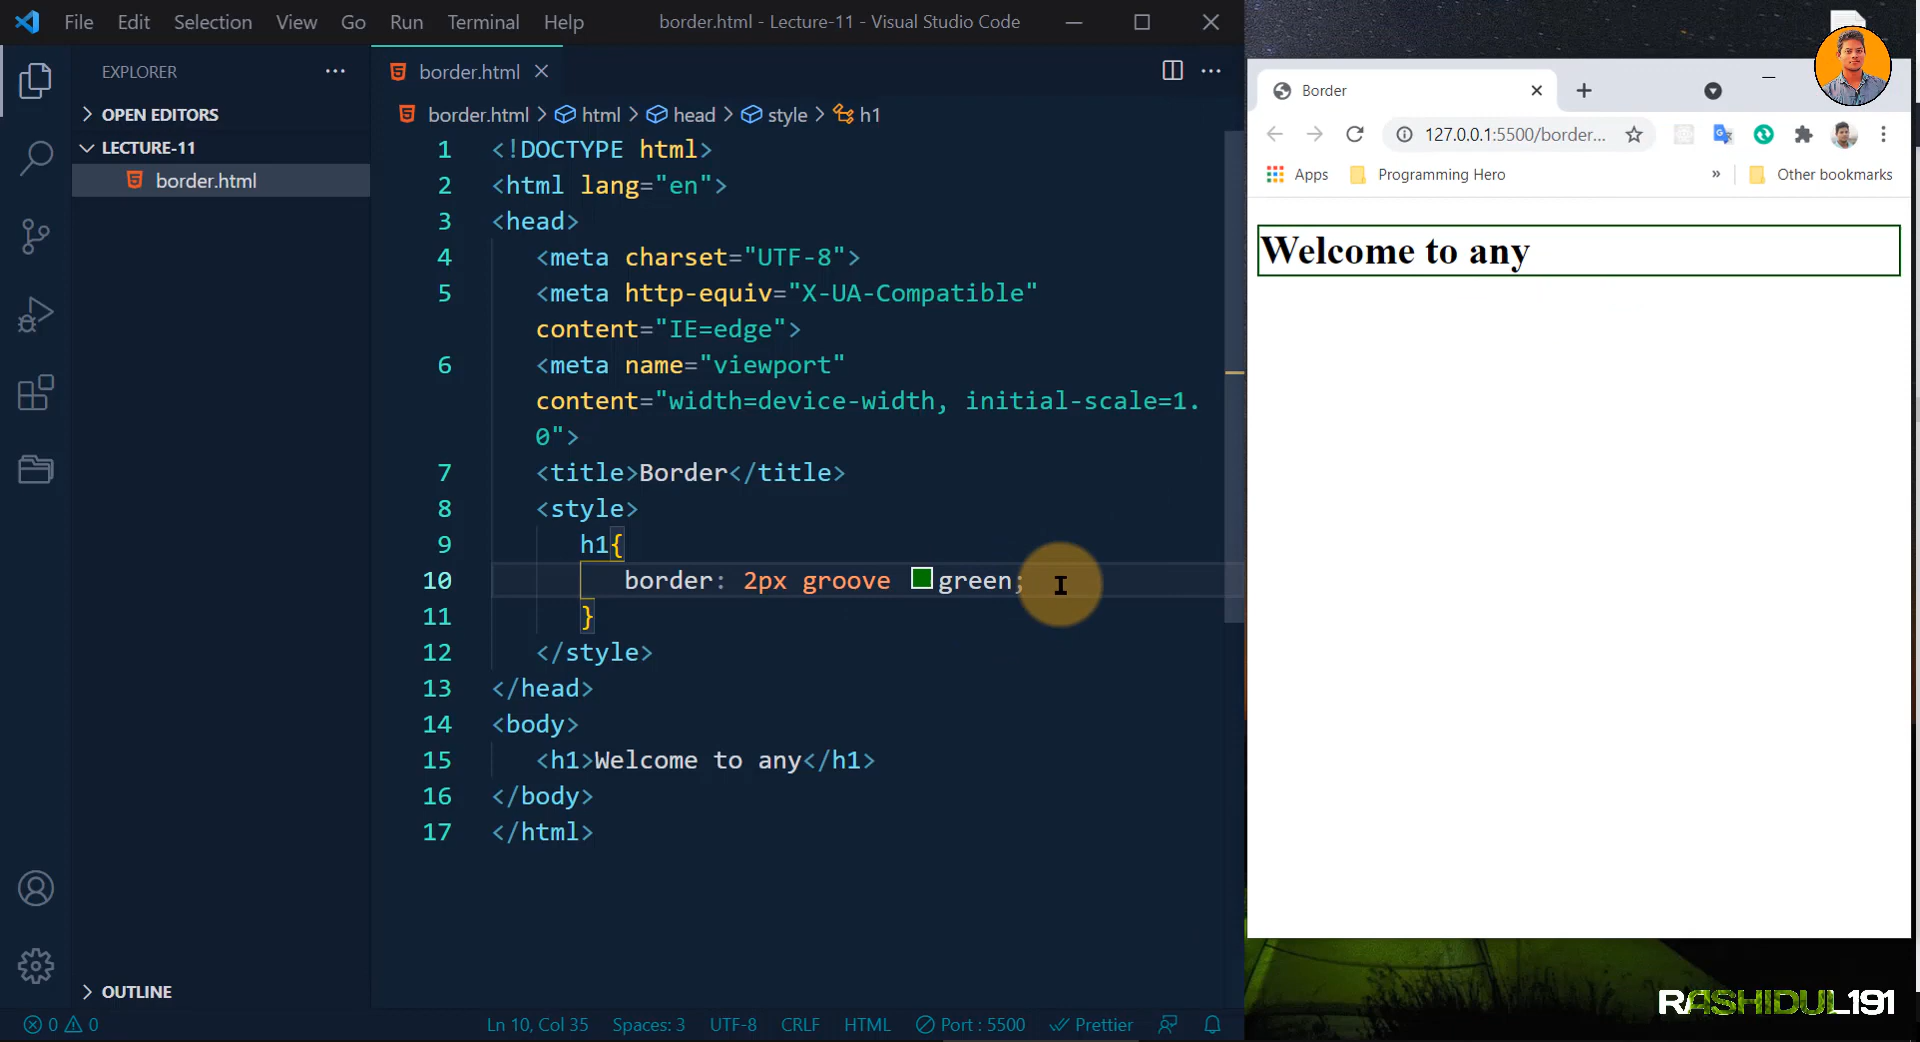 File Edit Selection View Go Run Terminal Help border.html - Lecture-11 - Visual Studio Code
EXPLORER
OPEN EDITORS
LECTURE-11
border.html
OUTLINE
border.html
border.html > html > head > style > h1
1 <!DOCTYPE html>
2 <html lang="en">
3 <head>
4 <meta charset="UTF-8">
5 <meta http-equiv="X-UA-Compatible"
content="IE=edge">
6 <meta name="viewport"
content="width=device-width, initial-scale=1.
0">
7 <title>Border</title>
8 <style>
9 h1{
10 border: 2px groove green;
11 }
12 </style>
13 </head>
14 <body>
15 <h1>Welcome to any</h1>
16 </body>
17 </html>
0 0 Ln 10, Col 35 Spaces: 3 UTF-8 CRLF HTML Port : 5500 Prettier
Border
127.0.0.1:5500/border...
Apps Programming Hero » Other bookmarks
Welcome to any
RASHIDUL191